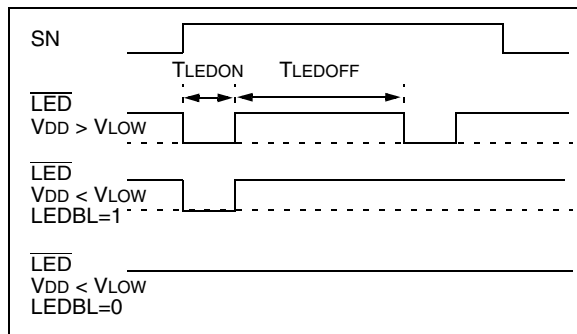 SN
TLEDON TLEDOFF
LED
VDD > VLOW
LED
VDD < VLOW
LEDBL=1
LED
VDD < VLOW
LEDBL=0